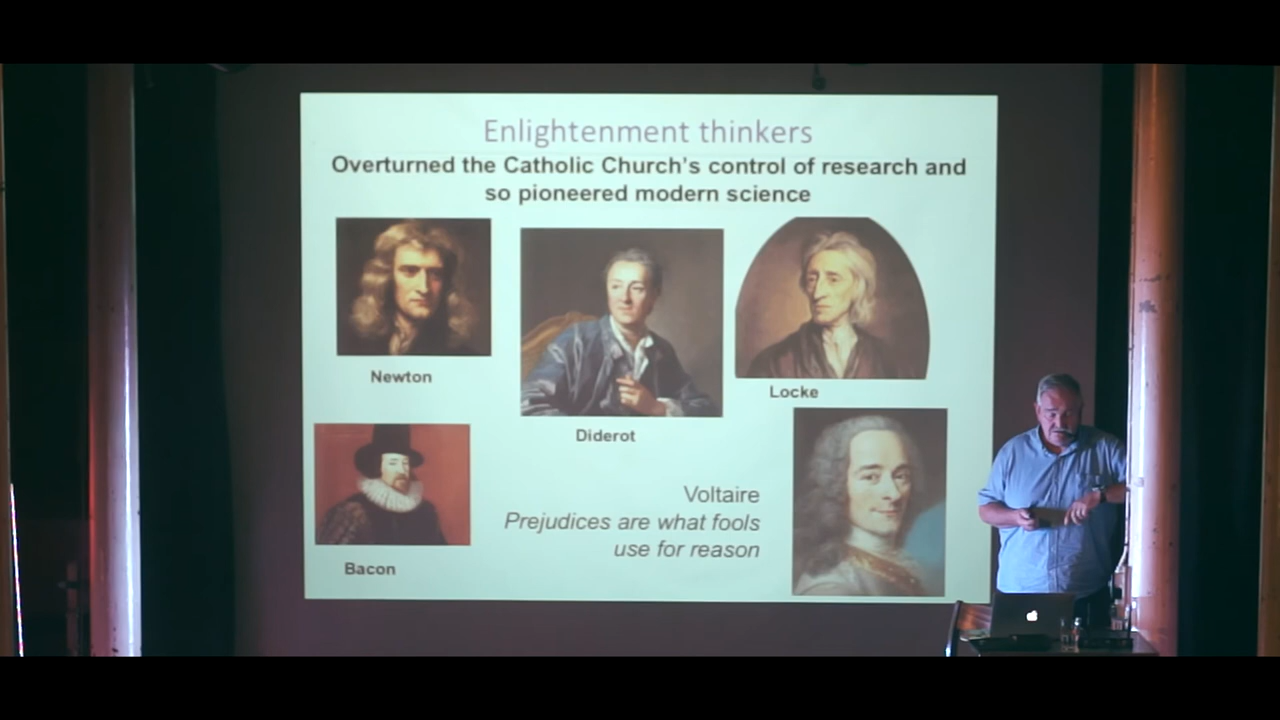 Enlightenment thinkers
Overturned the Catholic Church's control of research and
so pioneered modern science
Newton
Diderot
Locke
Bacon
Voltaire
Prejudices are what fools
use for reason